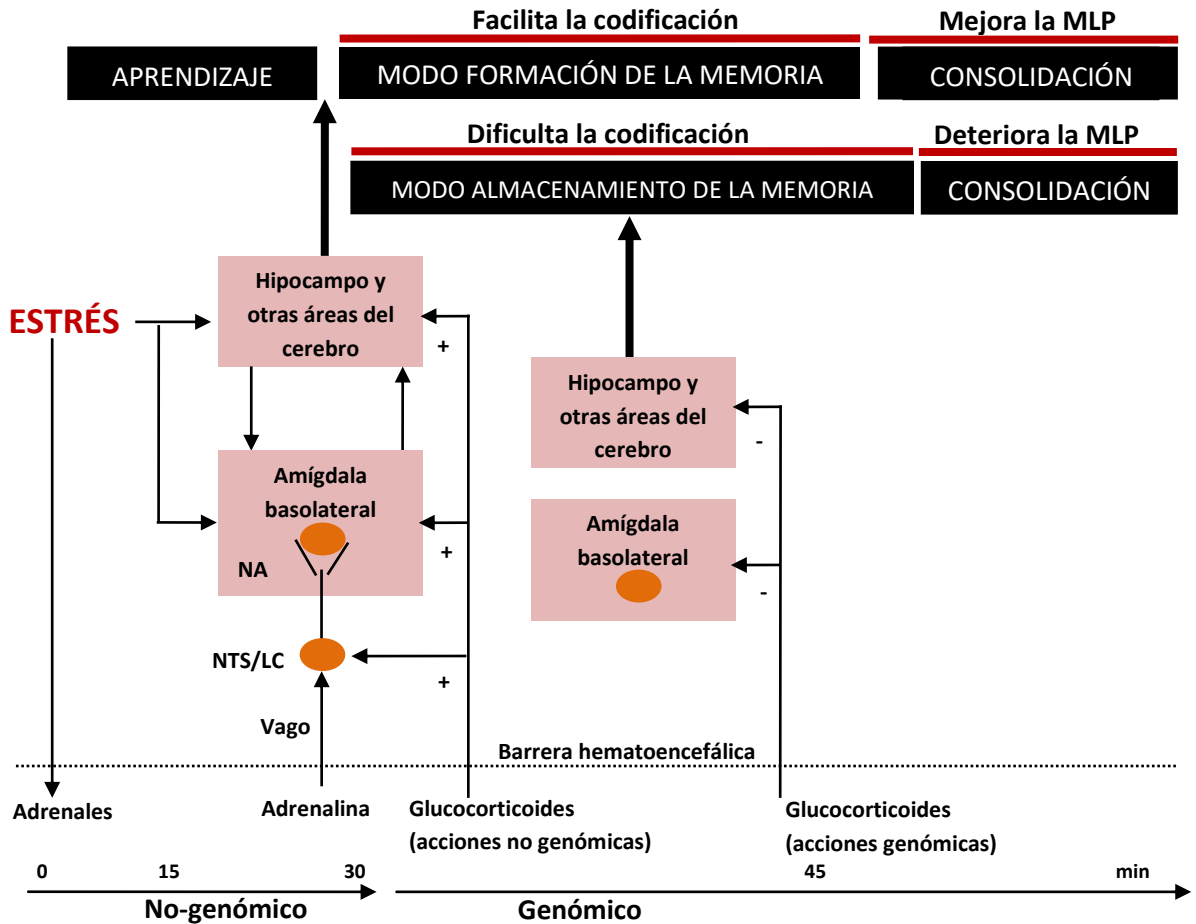 Facilita la codificación
Mejora la MLP
APRENDIZAJE
MODO FORMACIÓN DE LA MEMORIA
CONSOLIDACIÓN
Dificulta la codificación
Deteriora la MLP
MODO ALMACENAMIENTO DE LA MEMORIA
CONSOLIDACIÓN
ESTRÉS
Hipocampo y
otras áreas del
cerebro
+
Hipocampo y
otras áreas del
cerebro
-
Amígdala
basolateral
NA
+
Amígdala
basolateral
-
NTS/LC
+
Vago
Barrera hematoencefálica
Adrenales
Adrenalina
Glucocorticoides
(acciones no genómicas)
Glucocorticoides
(acciones genómicas)
0 15 30 45 min
No-genómico
Genómico